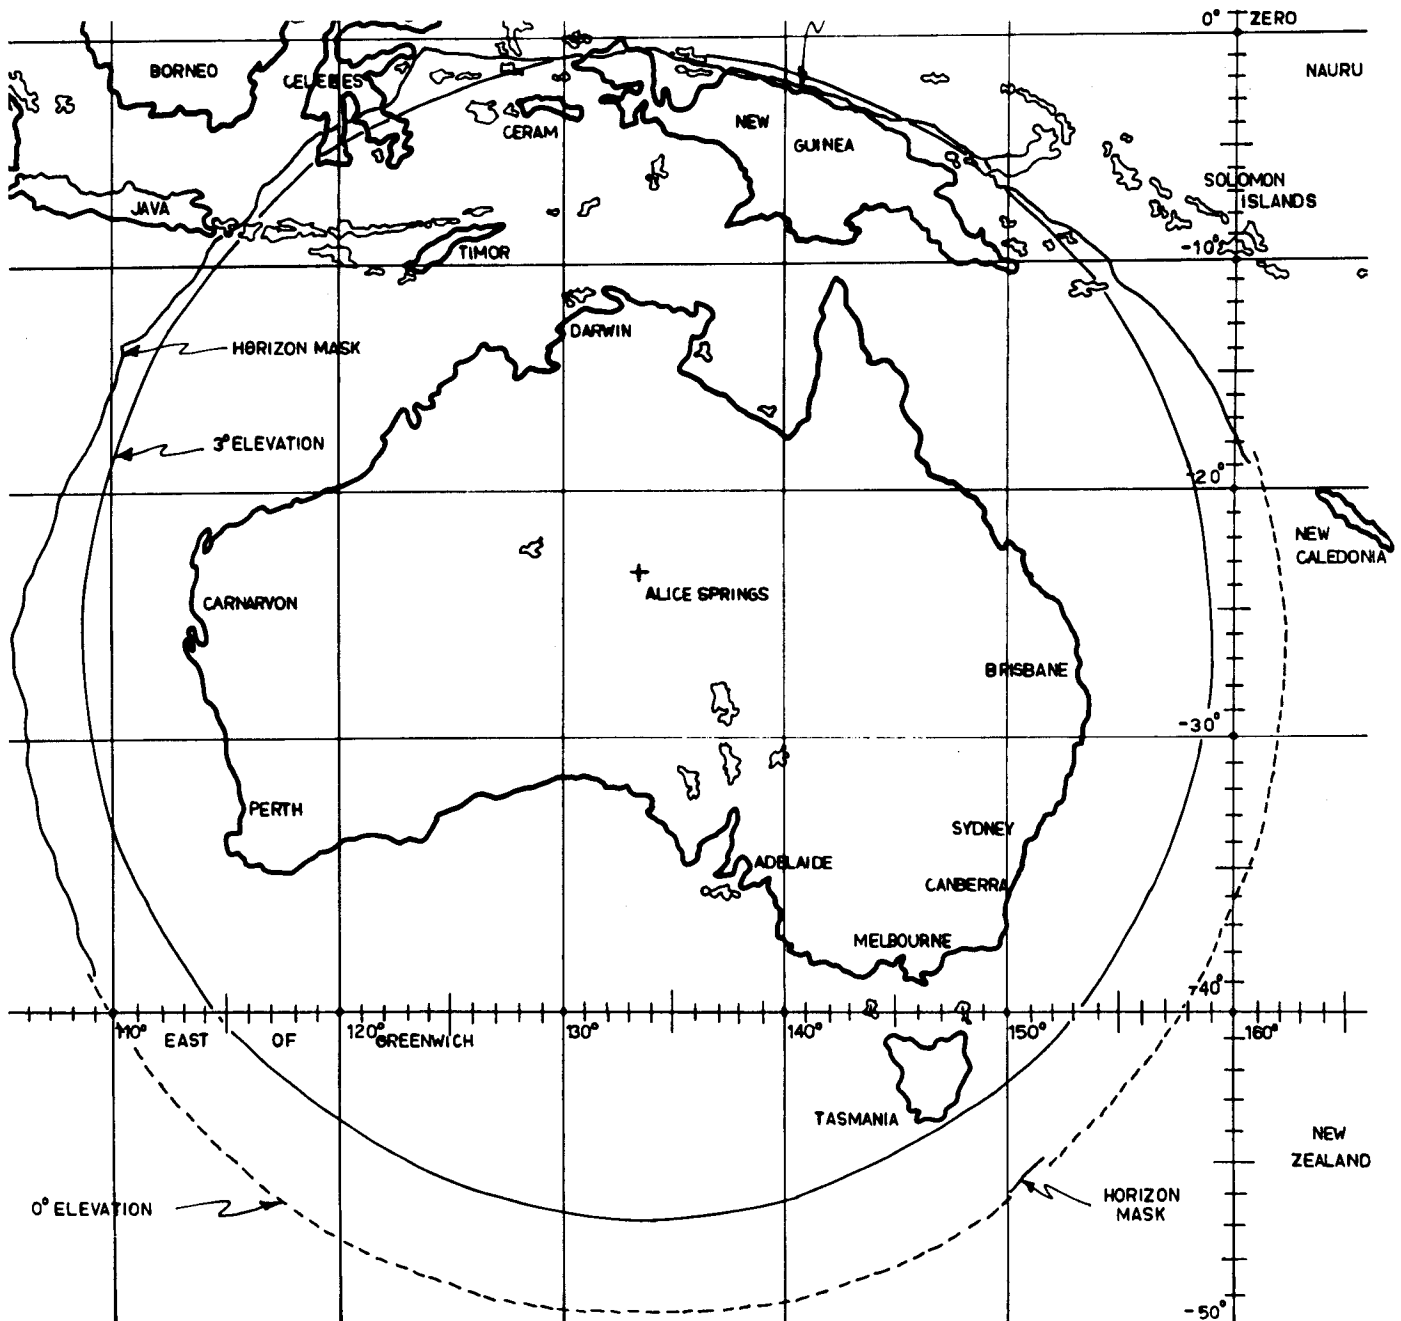 0° ZERO
BORNEO
CELEBES
NAURU
CERAM
NEW
GUINEA
SOLOMON
ISLANDS
JAVA
TIMOR
-10°
DARWIN
HORIZON MASK
3° ELEVATION
-20°
NEW
CALEDONIA
ALICE SPRINGS
CARNARVON
BRISBANE
-30°
PERTH
SYDNEY
ADELAIDE
CANBERRA
MELBOURNE
-40°
110° 120° 130° 140° 150° 160°
EAST OF GREENWICH
TASMANIA
NEW
ZEALAND
0° ELEVATION
HORIZON
MASK
-50°